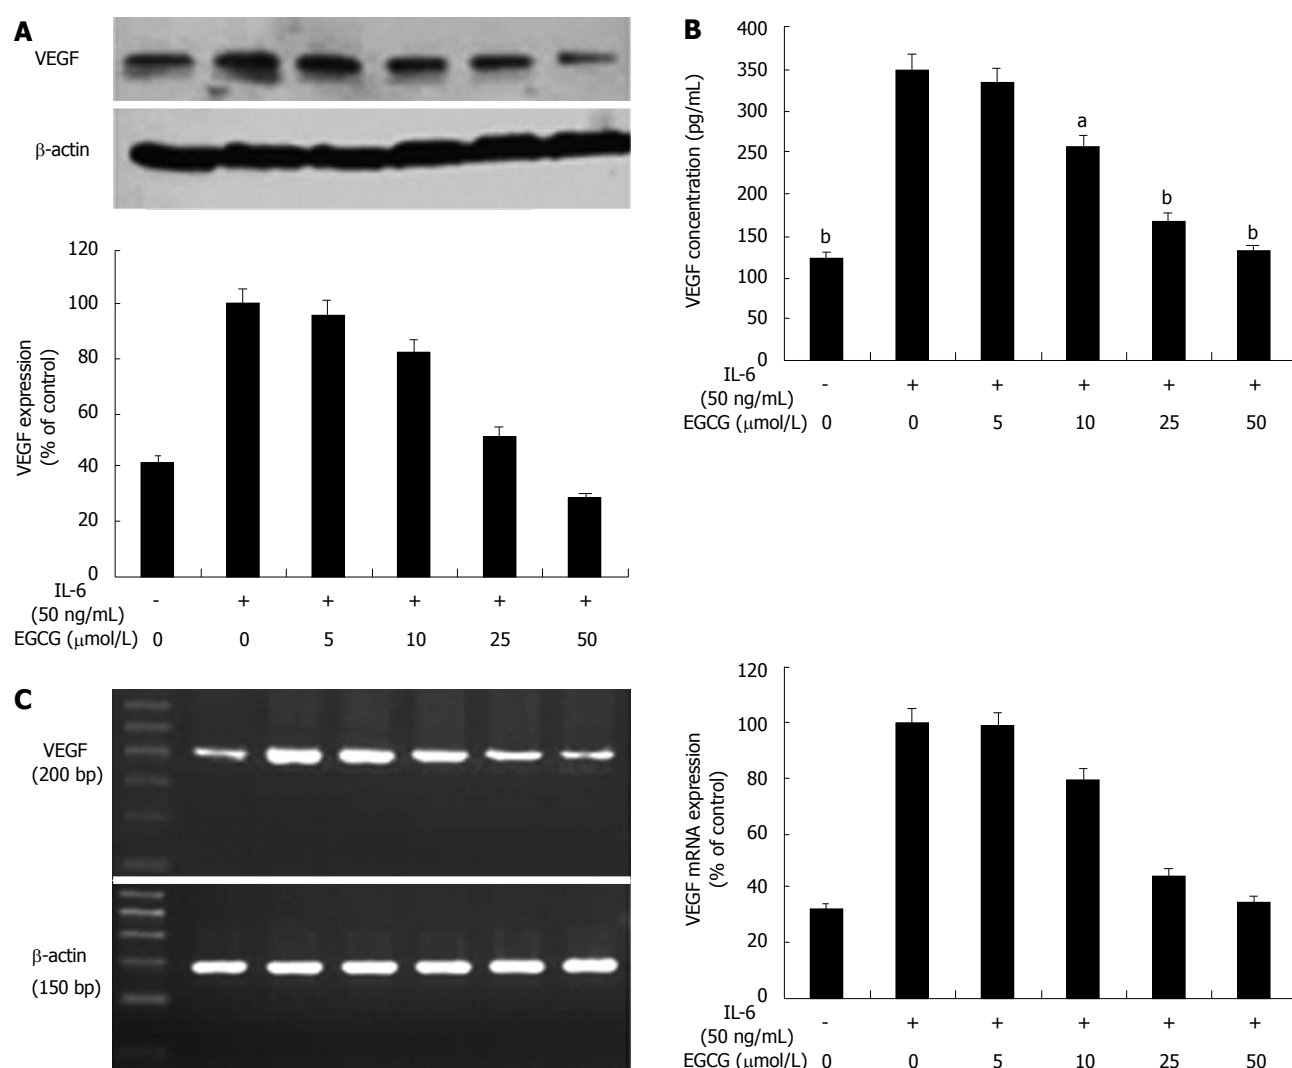 A
VEGF
β-actin
VEGF expression
(% of control)
120
100
80
60
40
20
0
IL-6
(50 ng/mL)
- + + + + +
EGCG (μmol/L) 0 0 5 10 25 50
B
VEGF concentration (pg/mL)
400
350
300
250
200
150
100
50
0
b
a
b
b
IL-6
(50 ng/mL)
- + + + + +
EGCG (μmol/L) 0 0 5 10 25 50
C
VEGF
(200 bp)
β-actin
(150 bp)
VEGF mRNA expression
(% of control)
120
100
80
60
40
20
0
IL-6
(50 ng/mL)
- + + + + +
EGCG (μmol/L) 0 0 5 10 25 50